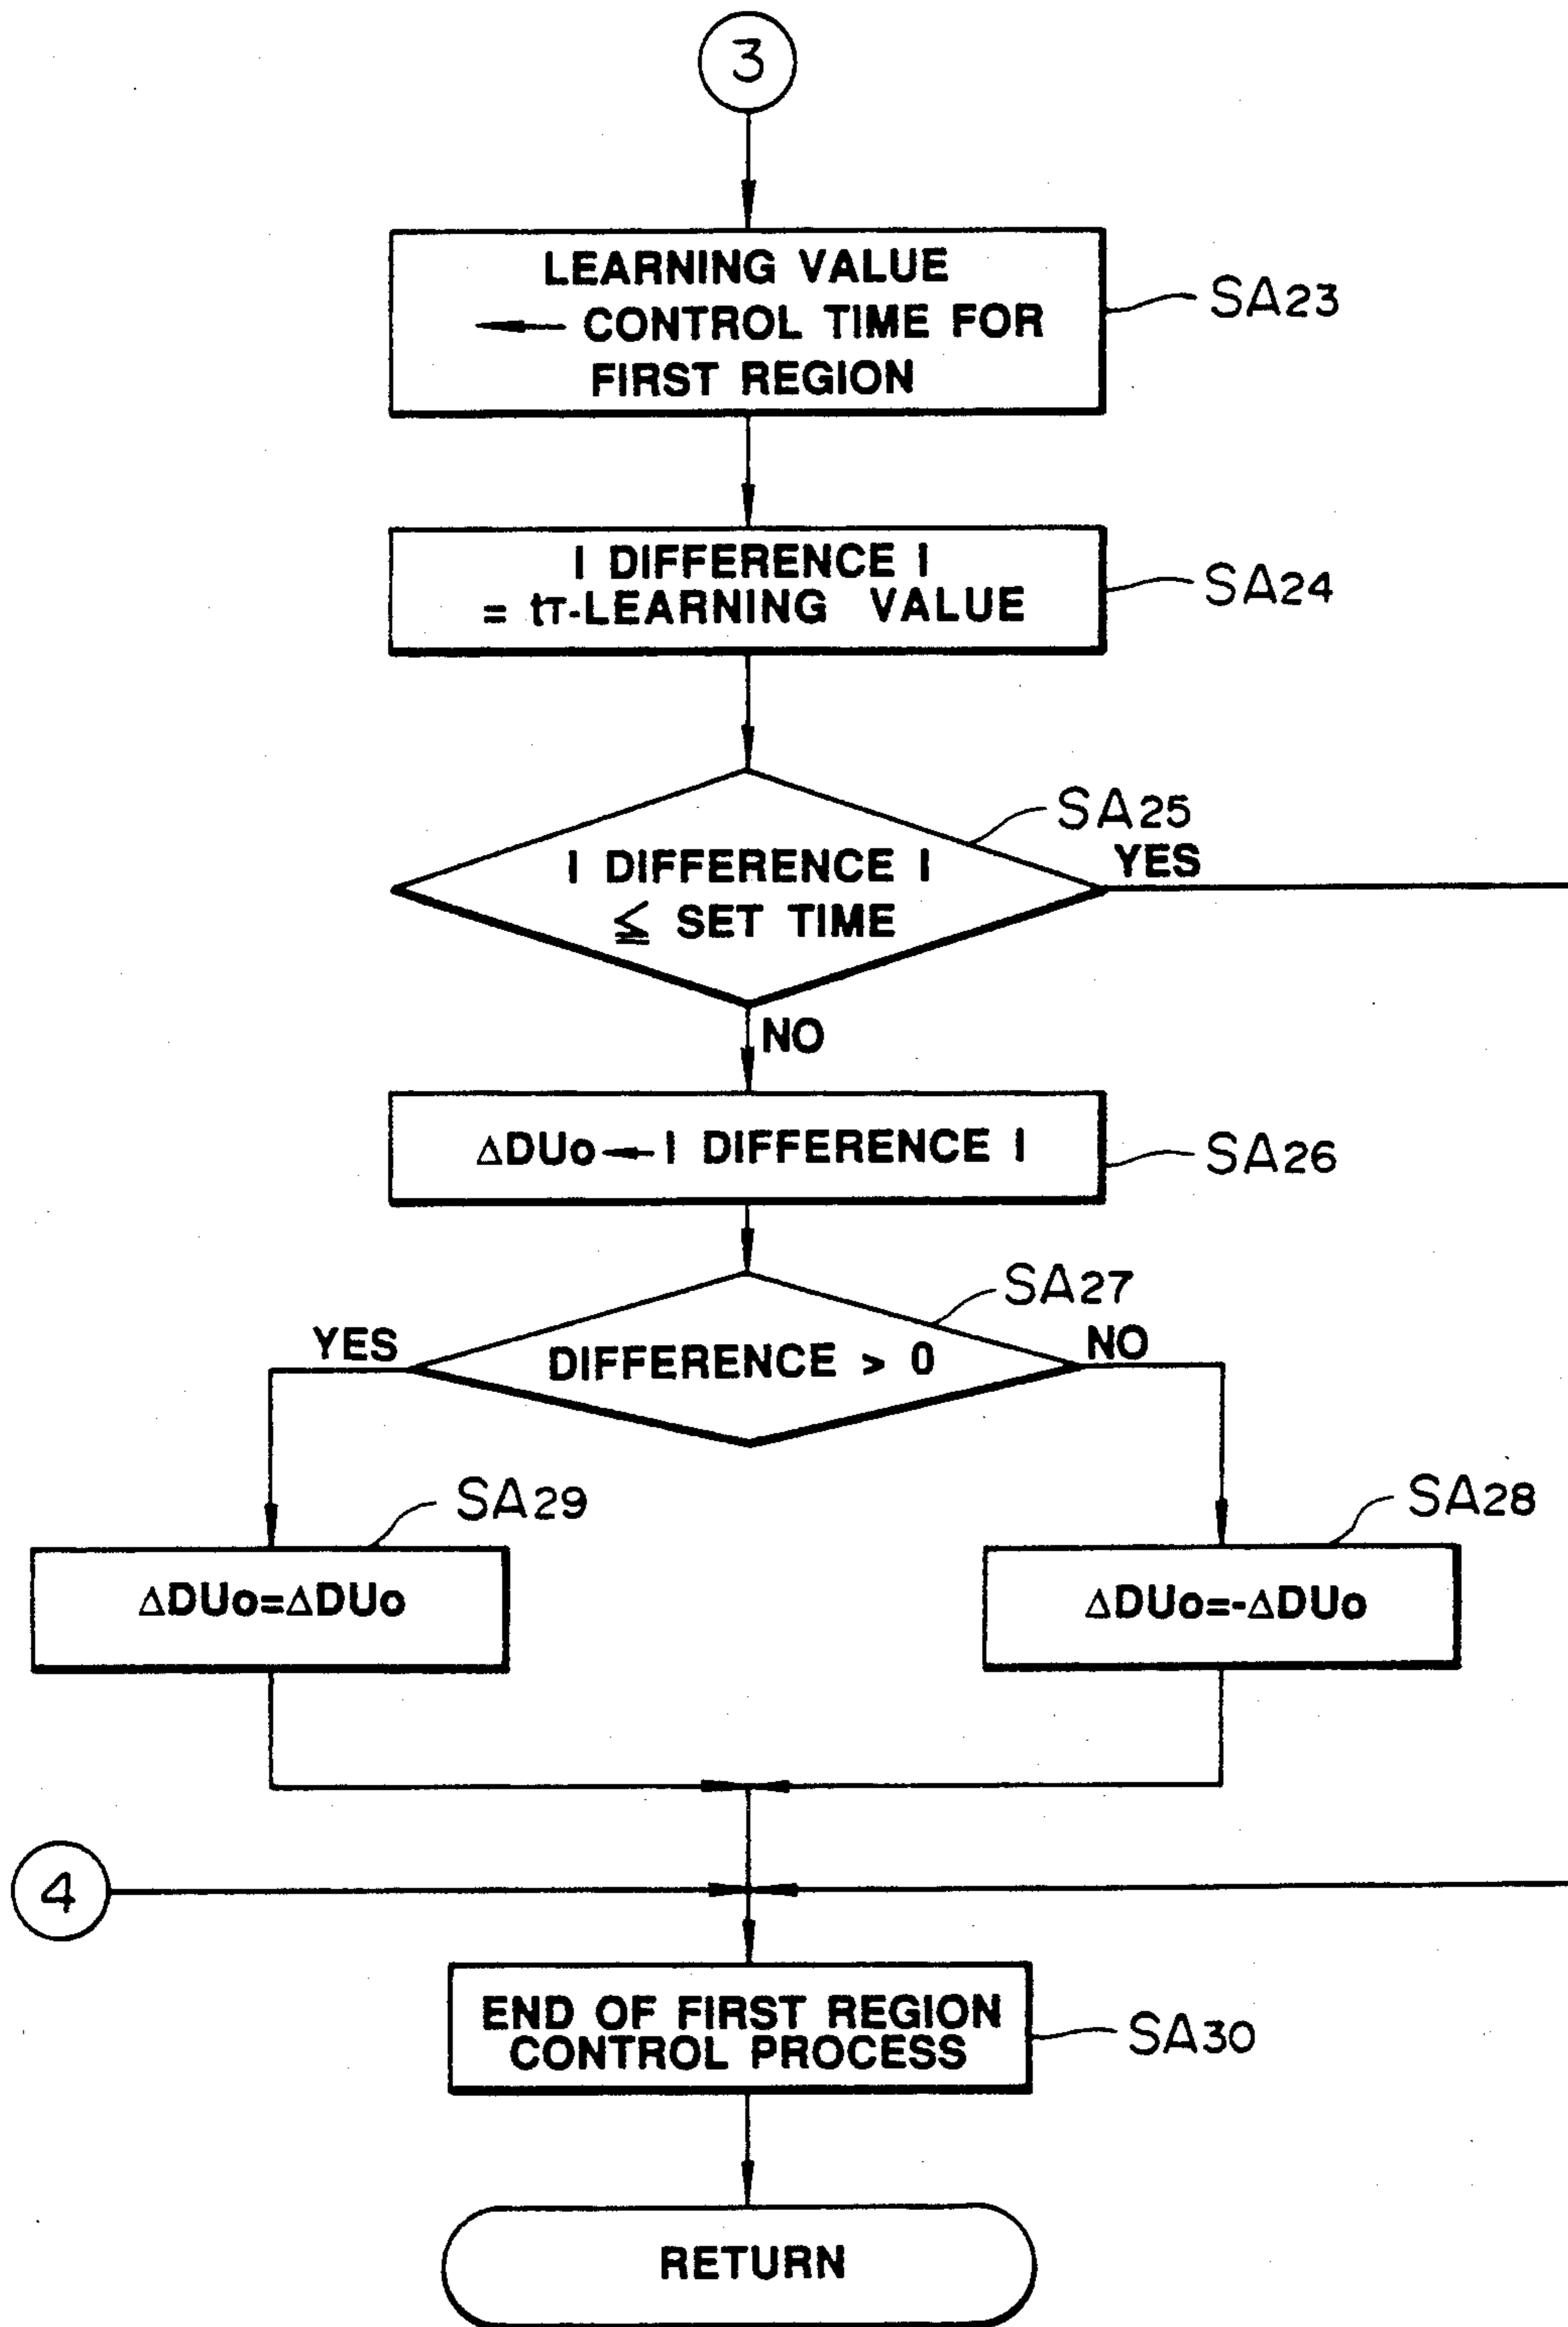 3
LEARNING VALUE
← CONTROL TIME FOR
FIRST REGION
SA23
I DIFFERENCE I
= tT-LEARNING VALUE
SA24
SA25
I DIFFERENCE I
≦ SET TIME
YES
NO
ΔDUo←I DIFFERENCE I
SA26
SA27
YES
DIFFERENCE > 0
NO
SA29
SA28
ΔDUo=ΔDUo
ΔDUo=-ΔDUo
4
END OF FIRST REGION
CONTROL PROCESS
SA30
RETURN